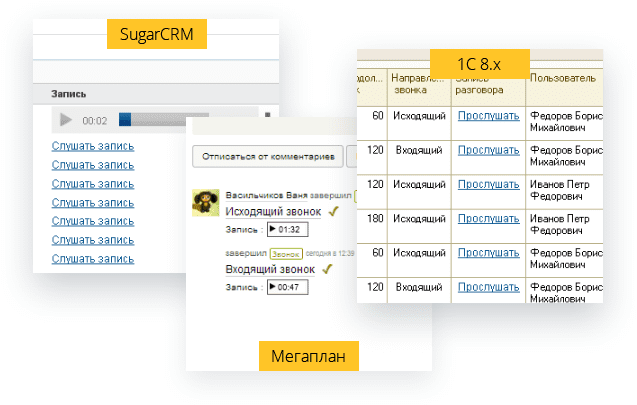 SugarCRM
Запись
00:02
Слушать запись
Слушать запись
Слушать запись
Слушать запись
Слушать запись
Слушать запись
Слушать запись
Отписаться от комментариев
Васильчиков Ваня завершил
Исходящий звонок
Запись : 01:32
завершил Звонок сегодня в 12:39
Входящий звонок
Запись : 00:47
Мегаплан
1С 8.x
Направле... Запись Пользователь
звонка разговора
60 Исходящий Прослушать Федоров Борис
Михайлович
120 Входящий Прослушать Федоров Борис
Михайлович
120 Исходящий Прослушать Иванов Петр
Федорович
180 Исходящий Прослушать Иванов Петр
Федорович
60 Исходящий Прослушать Федоров Борис
Михайлович
120 Входящий Прослушать Федоров Борис
Михайлович